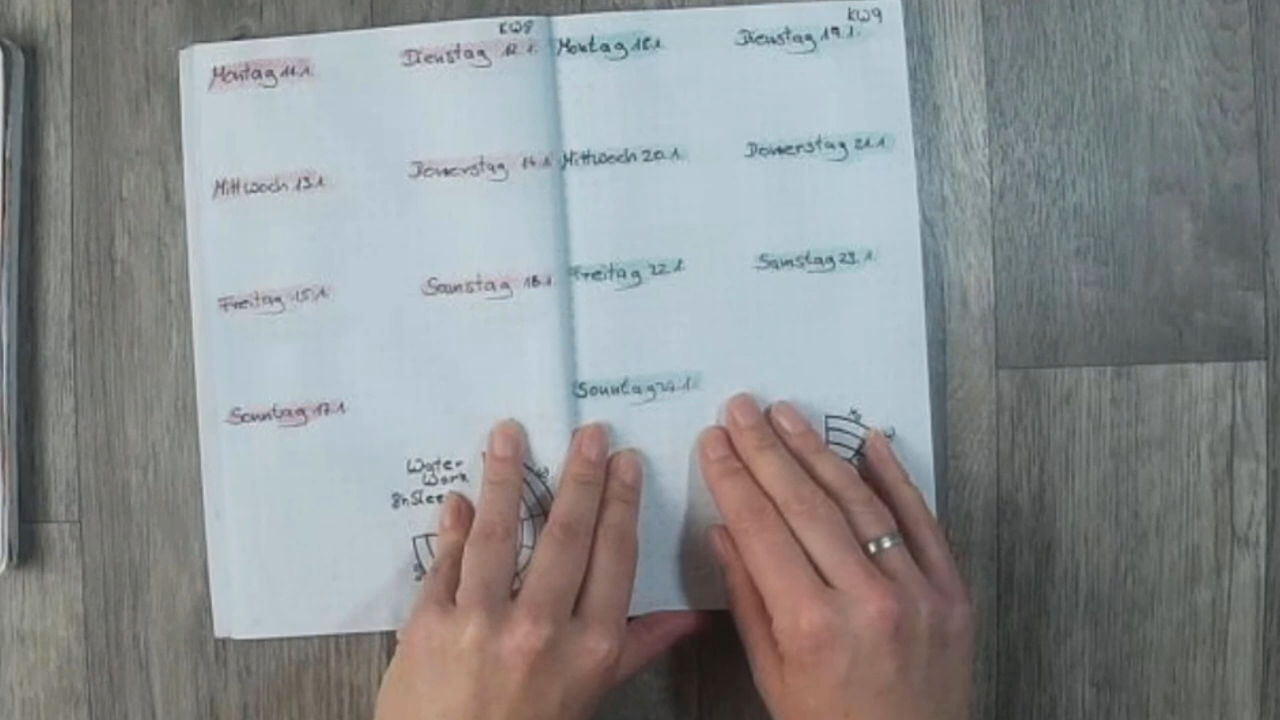 KW8
Montag 11.1
Dienstag 12.1.
Mittwoch 13.1
Donnerstag 14.1
Freitag 15.1
Samstag 16.1
Sonntag 17.1
Water
Work
8h Slee
KW9
Montag 18.1
Dienstag 19.1.
Mittwoch 20.1.
Donnerstag 21.1
Freitag 22.1
Samstag 23.1
Sonntag 24.1.